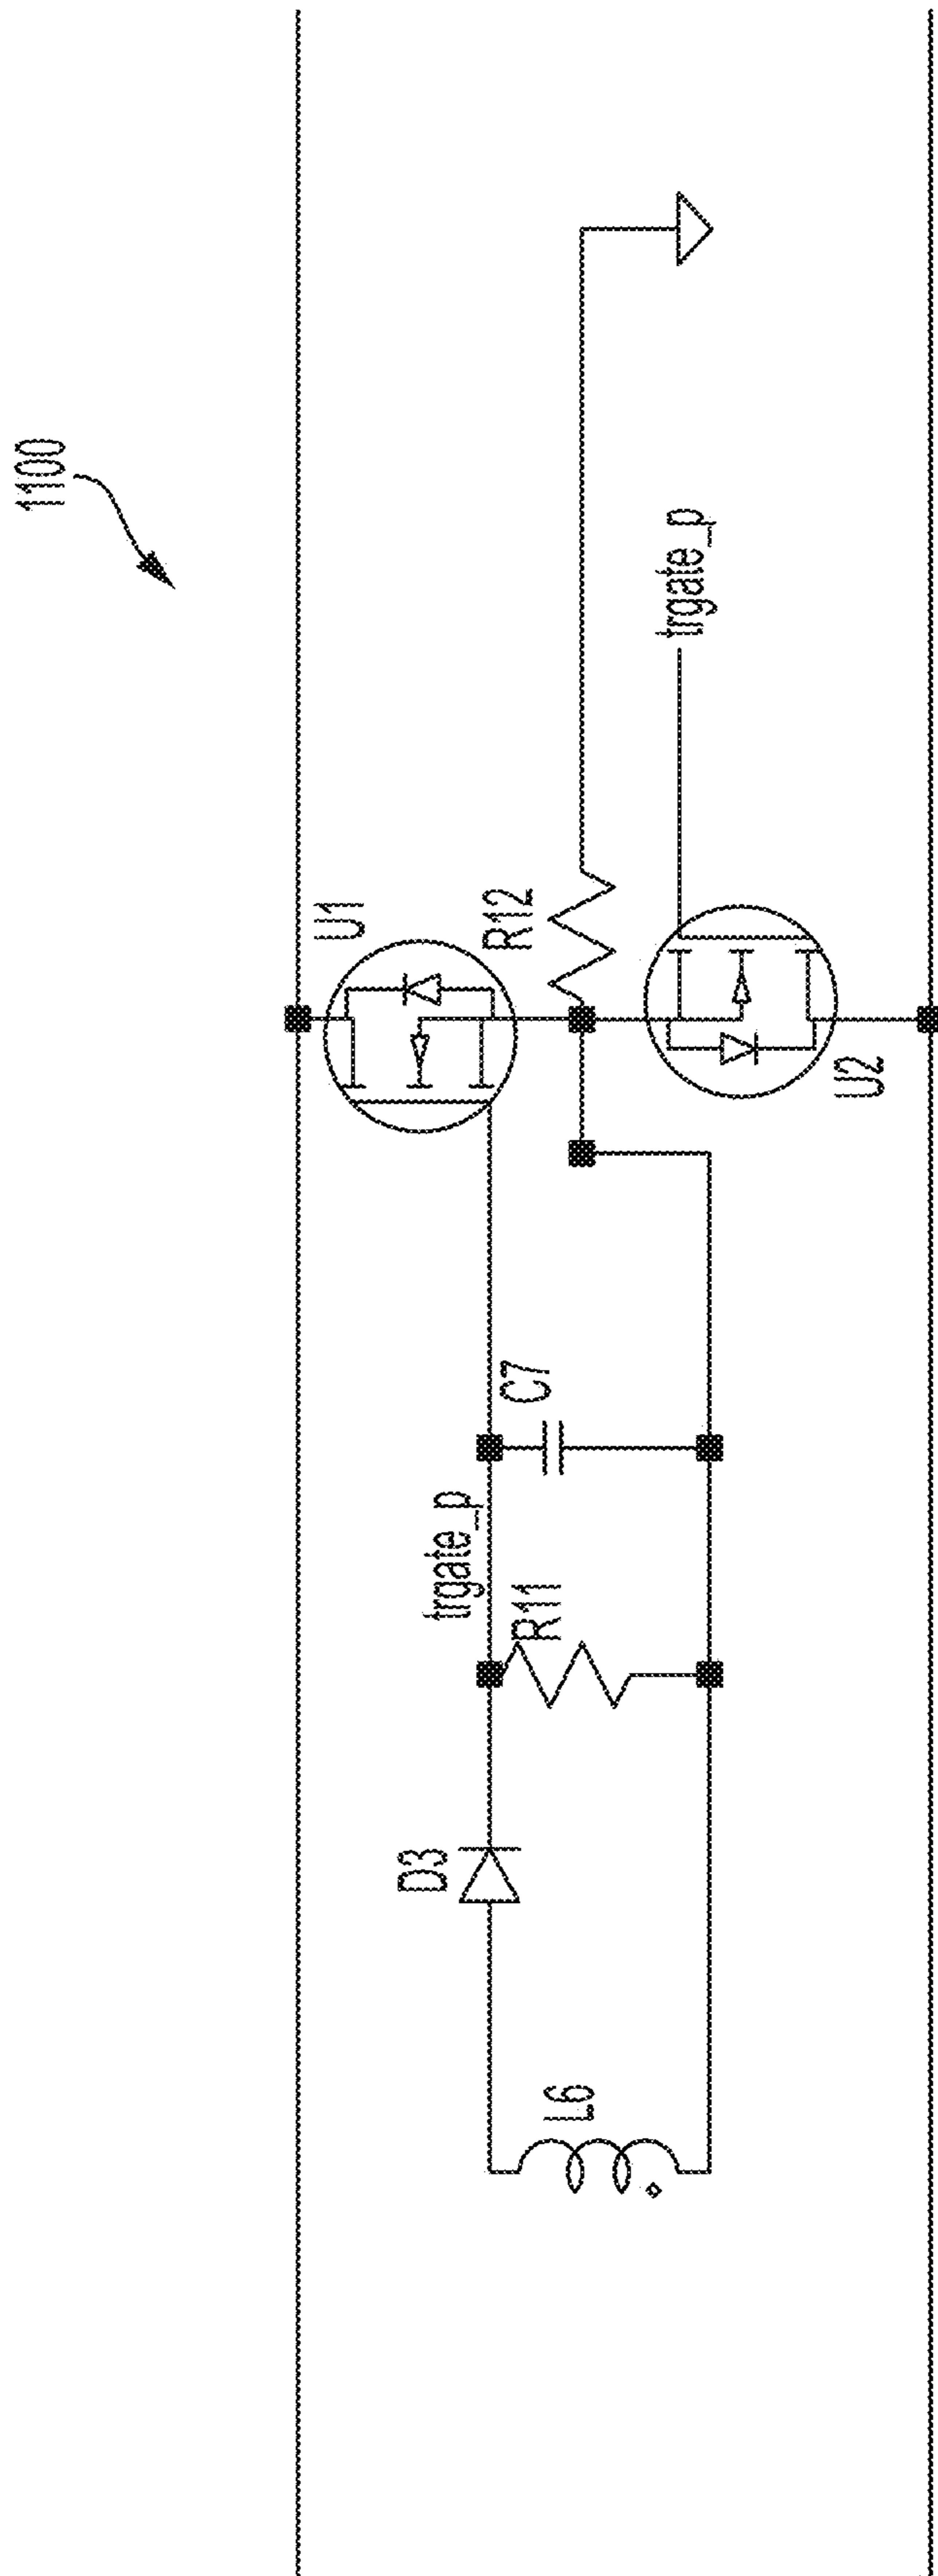 1100
U1
R12
trgate_p
U2
C7
trgate_p
R11
D3
L6